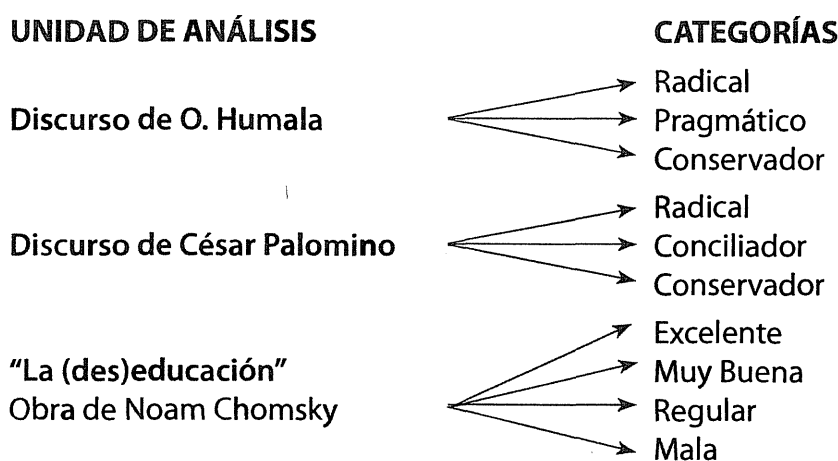 UNIDAD DE ANÁLISIS CATEGORÍAS
Radical
Discurso de O. Humala Pragmático
Conservador
Radical
Discurso de César Palomino Conciliador
Conservador
Excelente
"La (des)educación" Muy Buena
Obra de Noam Chomsky Regular
Mala